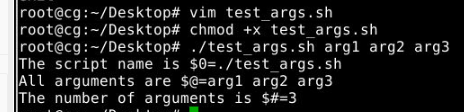 root@cg:~/Desktop# vim test_args.sh
root@cg:~/Desktop# chmod +x test_args.sh
root@cg:~/Desktop# ./test_args.sh arg1 arg2 arg3
The script name is $0=./test_args.sh
All arguments are $@=arg1 arg2 arg3
The number of arguments is $#=3